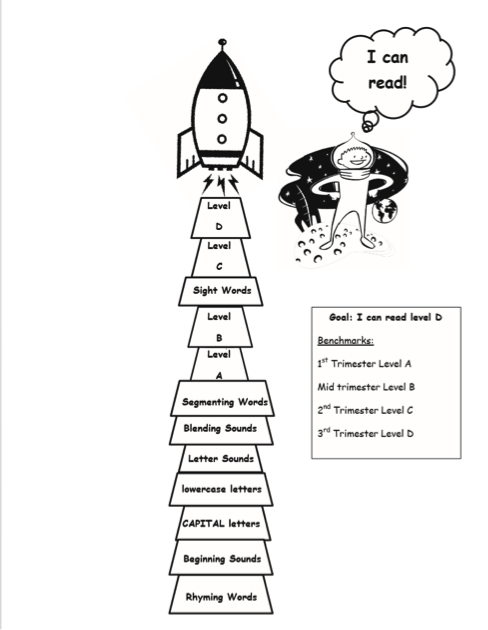 I can
read!
Level
D
Level
C
Sight Words
Level
B
Level
A
Segmenting Words
Blending Sounds
Letter Sounds
lowercase letters
CAPITAL letters
Beginning Sounds
Rhyming Words
Goal: I can read level D
Benchmarks:
1st Trimester Level A
Mid trimester Level B
2nd Trimester Level C
3rd Trimester Level D